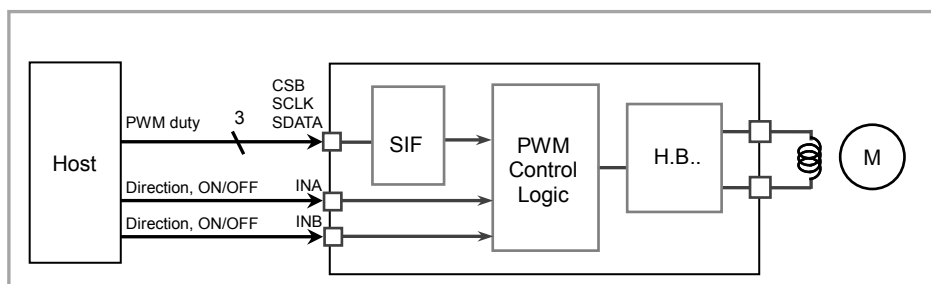 Host
PWM duty
3
CSB
SCLK
SDATA
Direction, ON/OFF
INA
Direction, ON/OFF
INB
SIF
PWM
Control
Logic
H.B..
M